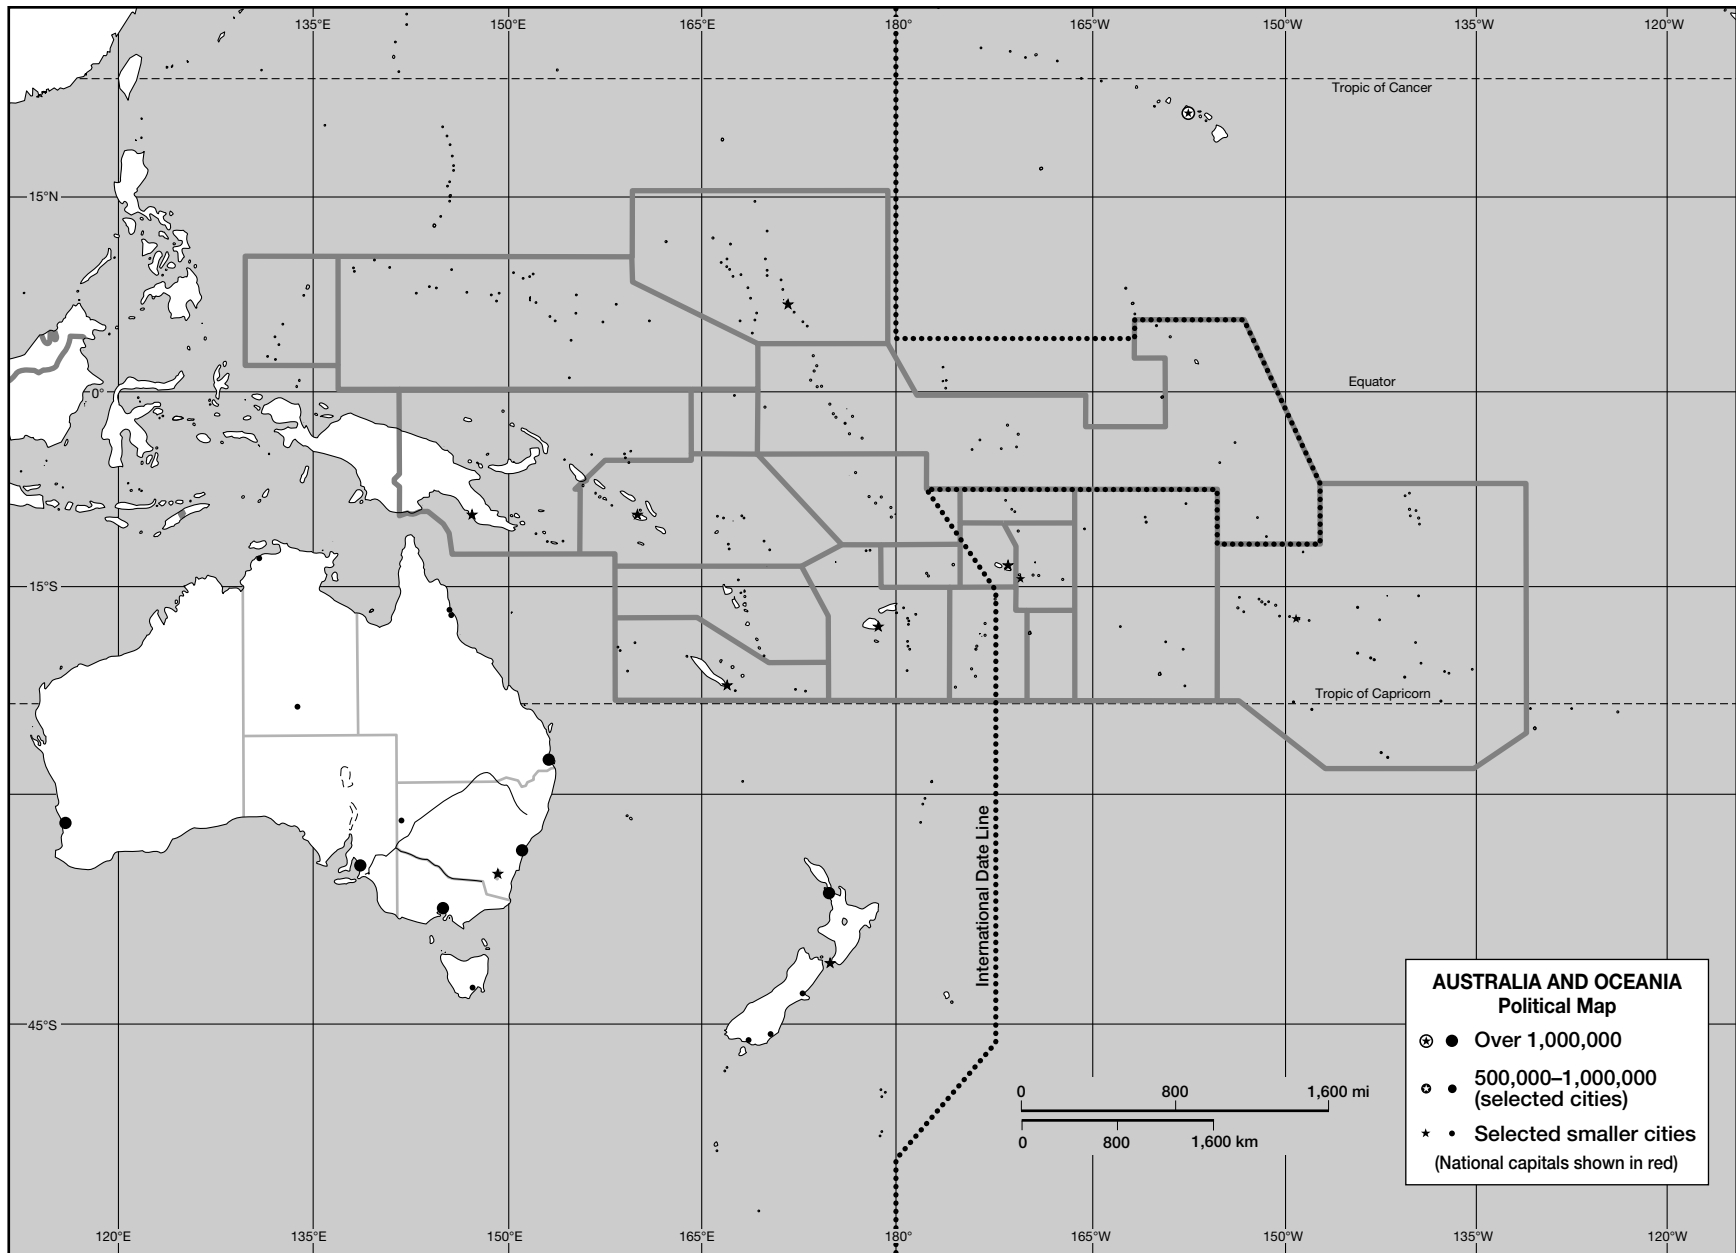 135°E 150°E 165°E 180° 165°W 150°W 135°W 120°W
Tropic of Cancer
15°N
Equator
0°
15°S
Tropic of Capricorn
International Date Line
45°S
AUSTRALIA AND OCEANIA
Political Map
Over 1,000,000
500,000–1,000,000
(selected cities)
Selected smaller cities
(National capitals shown in red)
0 800 1,600 mi
0 800 1,600 km
120°E 135°E 150°E 165°E 180° 165°W 150°W 135°W 120°W